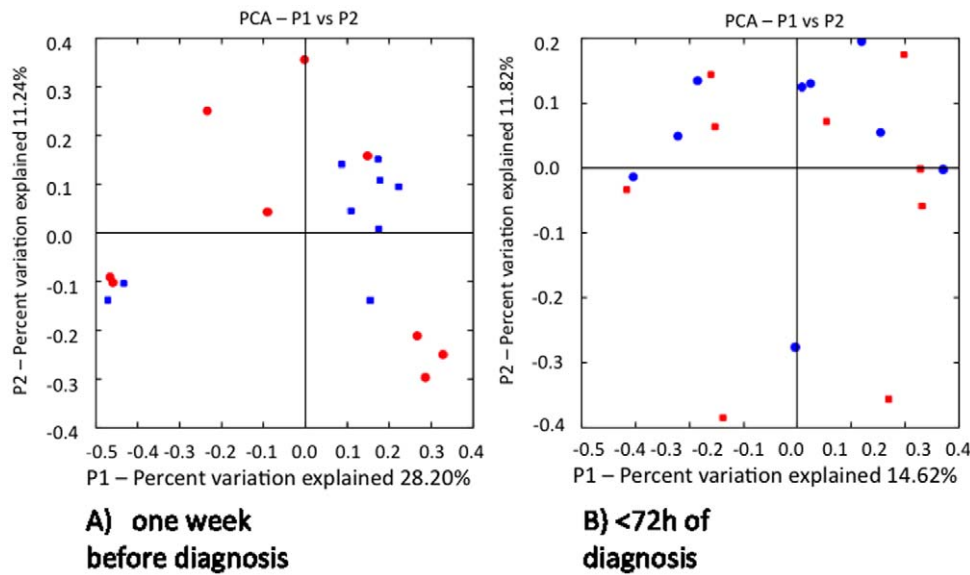 PCA – P1 vs P2
0.4
0.3
0.2
0.1
0.0
-0.1
-0.2
-0.3
-0.4
P2 – Percent variation explained 11.24%
-0.5 -0.4 -0.3 -0.2 -0.1 0.0 0.1 0.2 0.3 0.4
P1 – Percent variation explained 28.20%
A) one week
before diagnosis
PCA – P1 vs P2
0.2
0.1
0.0
-0.1
-0.2
-0.3
-0.4
P2 – Percent variation explained 11.82%
-0.5 -0.4 -0.3 -0.2 -0.1 0.0 0.1 0.2 0.3 0.4
P1 – Percent variation explained 14.62%
B) <72h of
diagnosis